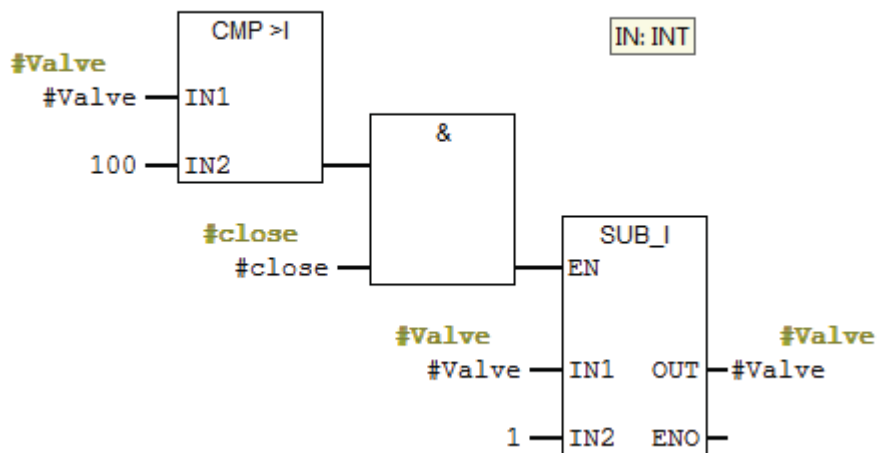 CMP >I
IN: INT
#Valve
#Valve IN1
100 IN2
&
#close
#close
SUB_I
EN
#Valve #Valve
#Valve IN1 OUT #Valve
1 IN2 ENO